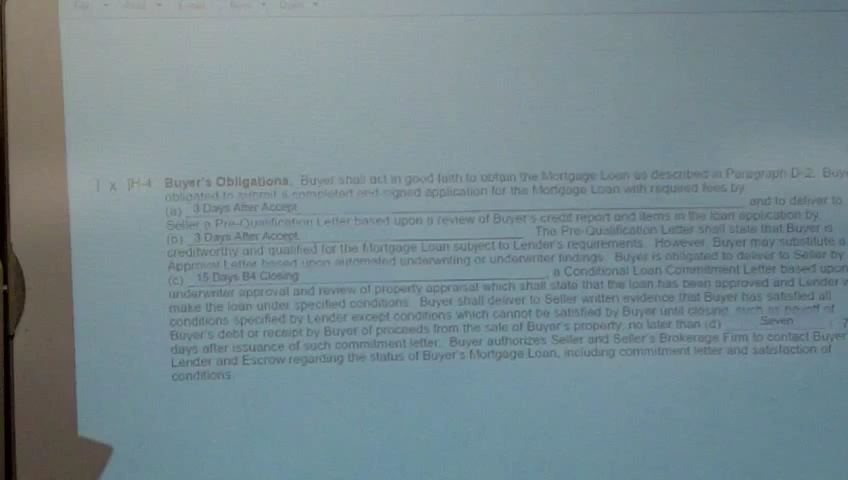 File Print E-mail Burn Open
[ x ]H-4 Buyer's Obligations. Buyer shall act in good faith to obtain the Mortgage Loan as described in Paragraph D-2. Buye
obligated to submit a completed and signed application for the Mortgage Loan with required fees by
(a) 3 Days After Accept and to deliver to
Seller a Pre-Qualification Letter based upon a review of Buyer's credit report and items in the loan application by
(b) 3 Days After Accept. The Pre-Qualification Letter shall state that Buyer is
creditworthy and qualified for the Mortgage Loan subject to Lender's requirements. However, Buyer may substitute a
Approval Letter based upon automated underwriting or underwriter findings. Buyer is obligated to deliver to Seller by
(c) 15 Days B4 Closing , a Conditional Loan Commitment Letter based upon
underwriter approval and review of property appraisal which shall state that the loan has been approved and Lender w
make the loan under specified conditions. Buyer shall deliver to Seller written evidence that Buyer has satisfied all
conditions specified by Lender except conditions which cannot be satisfied by Buyer until closing, such as payoff of
Buyer's debt or receipt by Buyer of proceeds from the sale of Buyer's property, no later than (d) Seven ( 7
days after issuance of such commitment letter. Buyer authorizes Seller and Seller's Brokerage Firm to contact Buyer'
Lender and Escrow regarding the status of Buyer's Mortgage Loan, including commitment letter and satisfaction of
conditions.